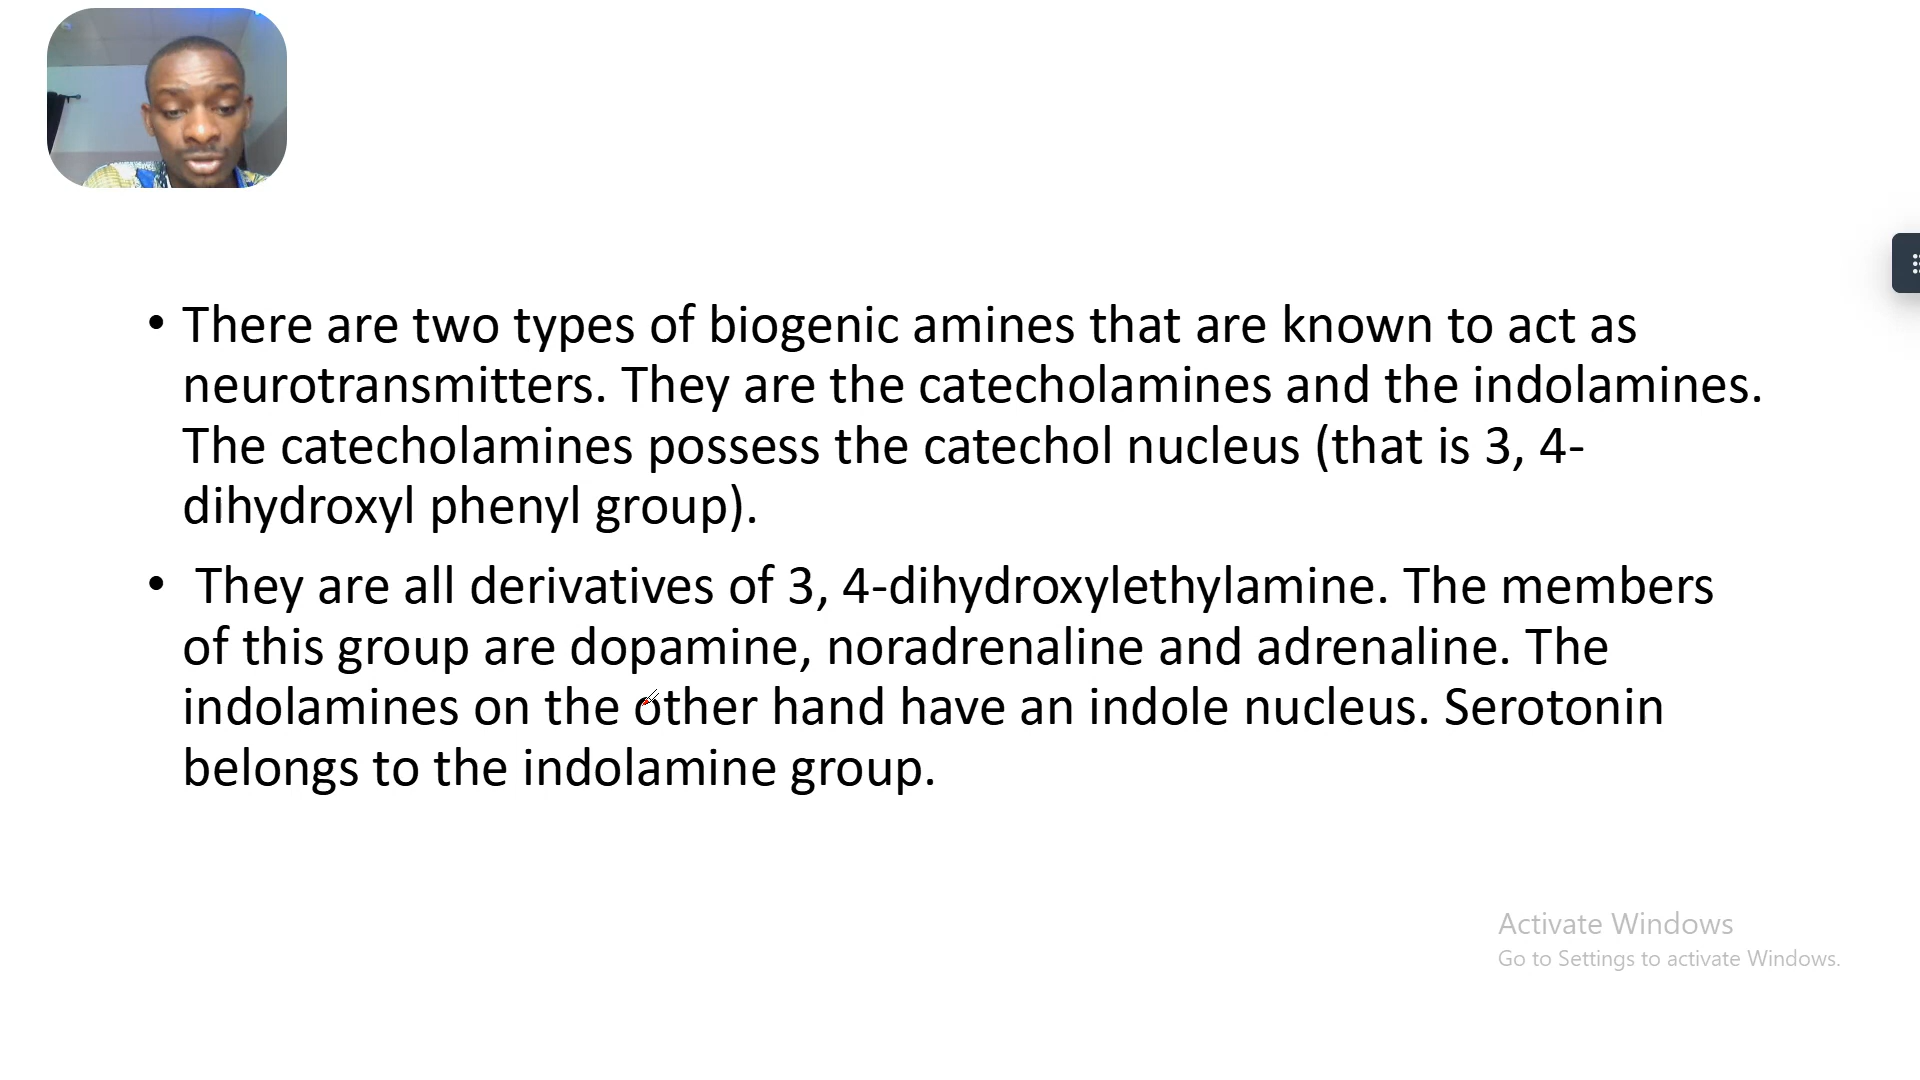 • There are two types of biogenic amines that are known to act as
neurotransmitters. They are the catecholamines and the indolamines.
The catecholamines possess the catechol nucleus (that is 3, 4-
dihydroxyl phenyl group).
• They are all derivatives of 3, 4-dihydroxylethylamine. The members
of this group are dopamine, noradrenaline and adrenaline. The
indolamines on the other hand have an indole nucleus. Serotonin
belongs to the indolamine group.
Activate Windows
Go to Settings to activate Windows.